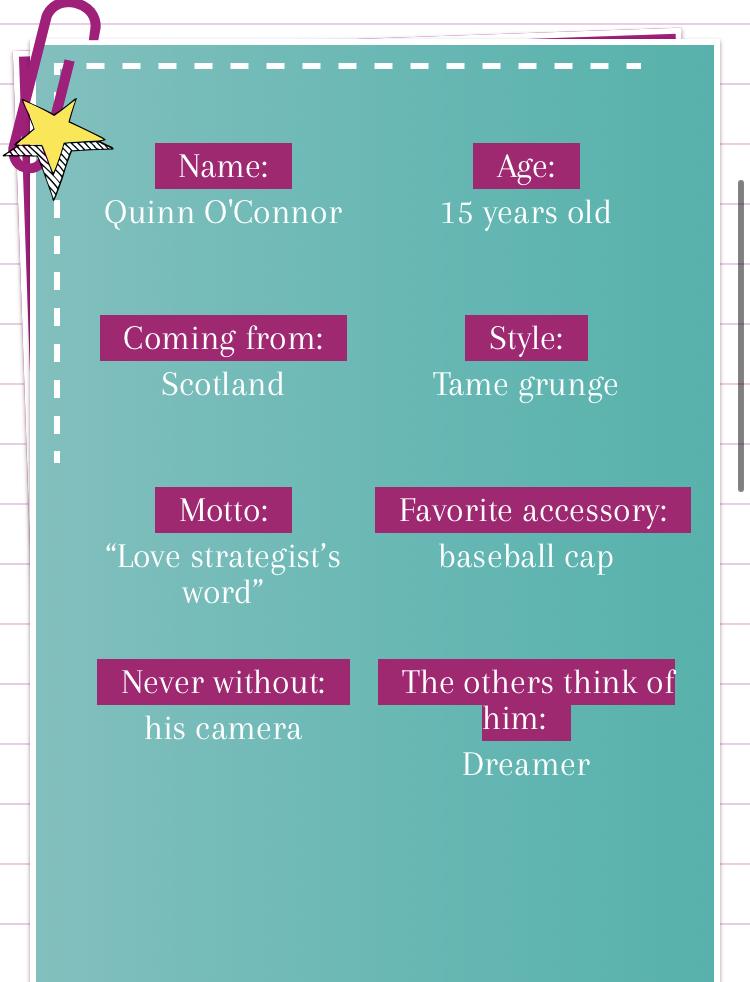 Name:
Quinn O'Connor
Age:
15 years old
Coming from:
Scotland
Style:
Tame grunge
Motto:
“Love strategist’s
word”
Favorite accessory:
baseball cap
Never without:
his camera
The others think of
him:
Dreamer